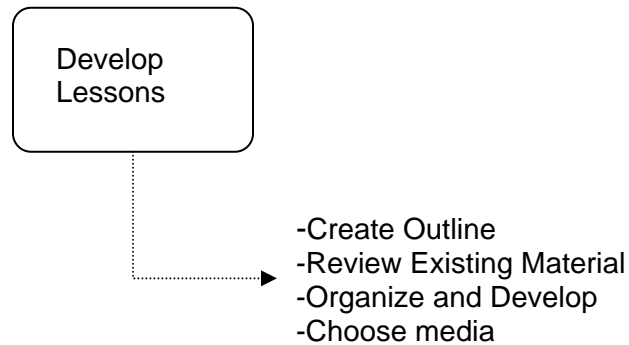 Develop
Lessons
-Create Outline
-Review Existing Material
-Organize and Develop
-Choose media